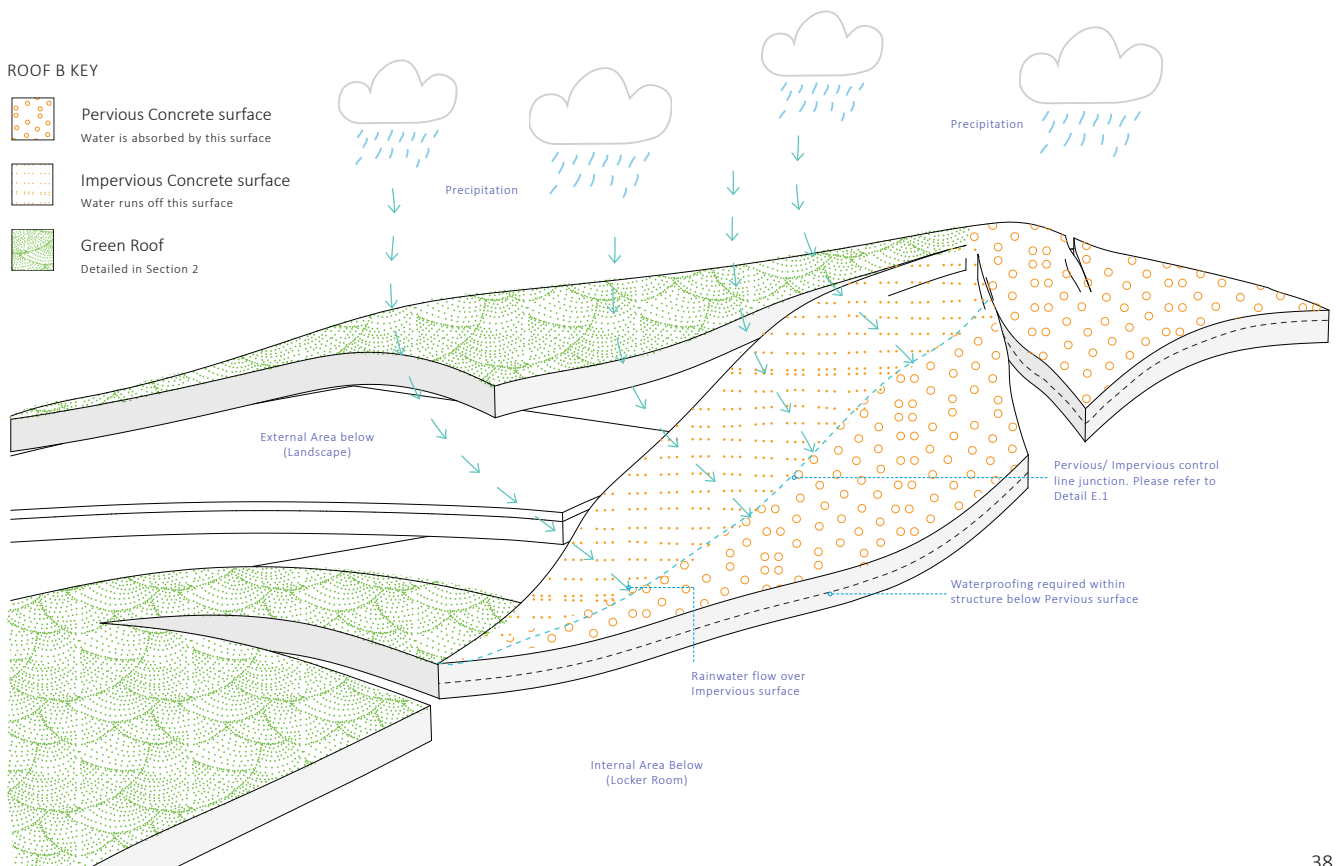 ROOF B KEY
Pervious Concrete surface
Water is absorbed by this surface
Impervious Concrete surface
Water runs off this surface
Green Roof
Detailed in Section 2
Precipitation
Precipitation
External Area below
(Landscape)
Pervious/ Impervious control
line junction. Please refer to
Detail E.1
Waterproofing required within
structure below Pervious surface
Rainwater flow over
Impervious surface
Internal Area Below
(Locker Room)
38